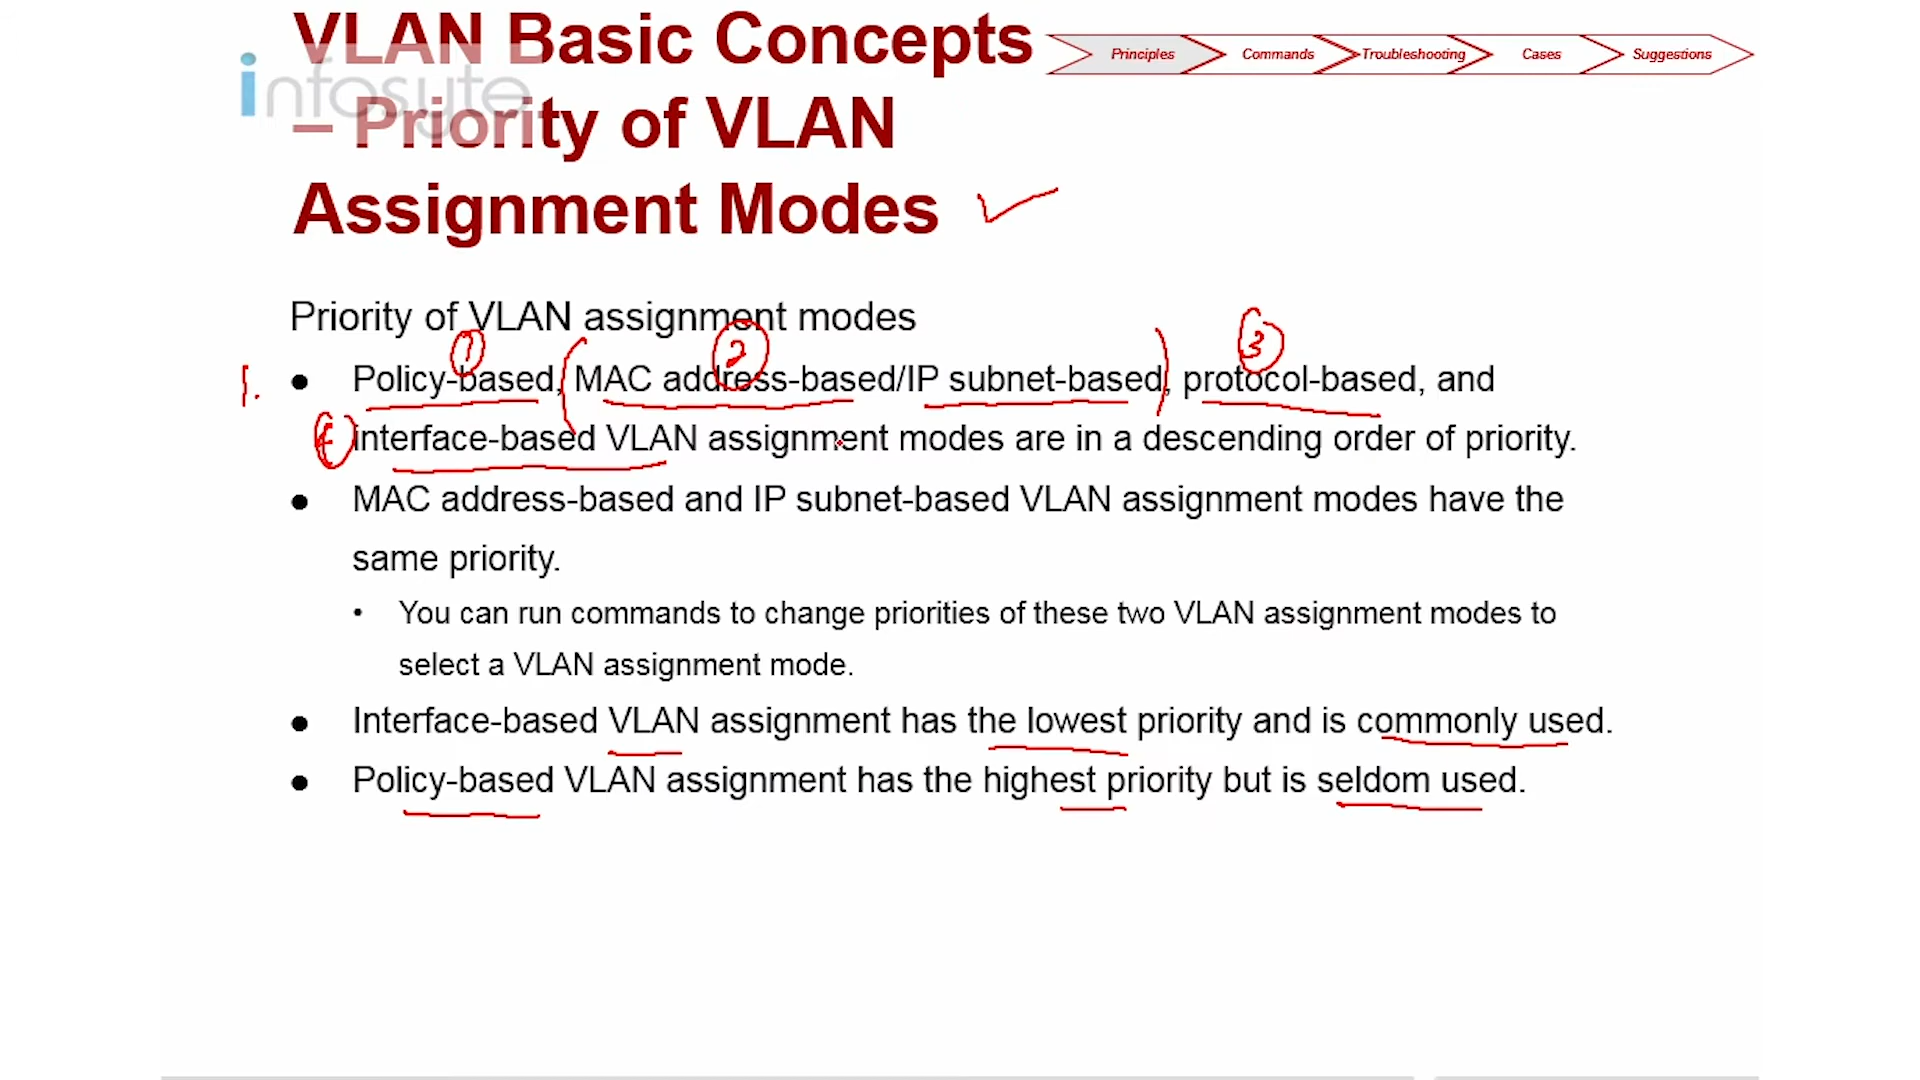 VLAN Basic Concepts
– Priority of VLAN
Assignment Modes
infosyte
Principles
Commands
Troubleshooting
Cases
Suggestions
Priority of VLAN assignment modes
1 2 3
1. ● Policy-based, (MAC address-based/IP subnet-based), protocol-based, and
interface-based VLAN assignment modes are in a descending order of priority.
● MAC address-based and IP subnet-based VLAN assignment modes have the
same priority.
• You can run commands to change priorities of these two VLAN assignment modes to
select a VLAN assignment mode.
● Interface-based VLAN assignment has the lowest priority and is commonly used.
● Policy-based VLAN assignment has the highest priority but is seldom used.